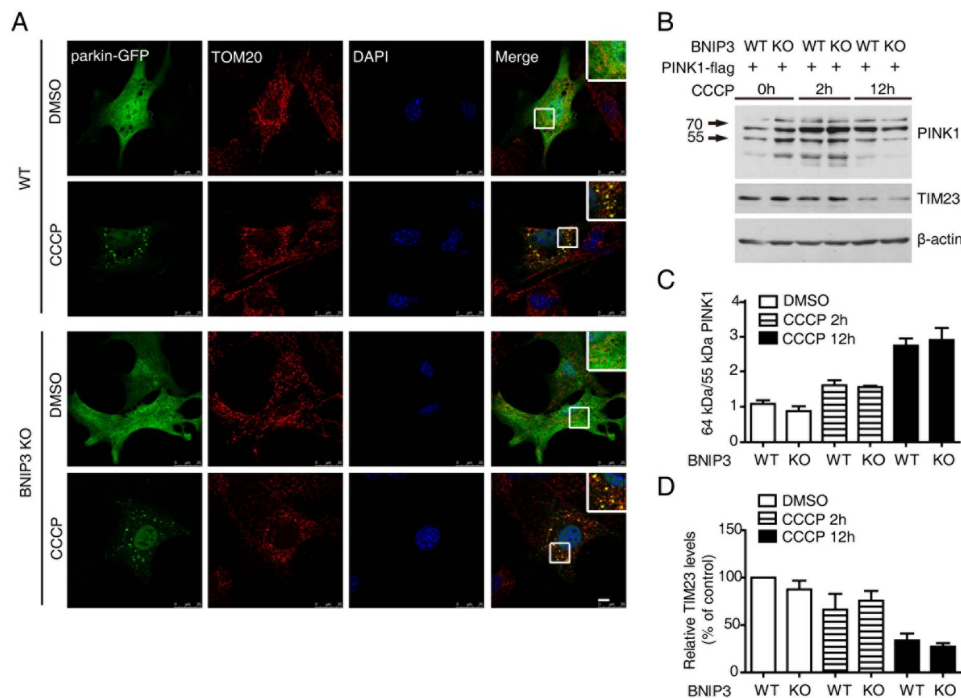 A
parkin-GFP TOM20 DAPI Merge
WT
DMSO
CCCP
BNIP3 KO
DMSO
CCCP
B
BNIP3 WT KO WT KO WT KO
PINK1-flag + + + + + +
CCCP 0h 2h 12h
70
55
PINK1
TIM23
β-actin
C
64 kDa/55 kDa PINK1
4
3
2
1
0
DMSO
CCCP 2h
CCCP 12h
BNIP3 WT KO WT KO WT KO
D
Relative TIM23 levels
(% of control)
150
100
50
0
DMSO
CCCP 2h
CCCP 12h
BNIP3 WT KO WT KO WT KO